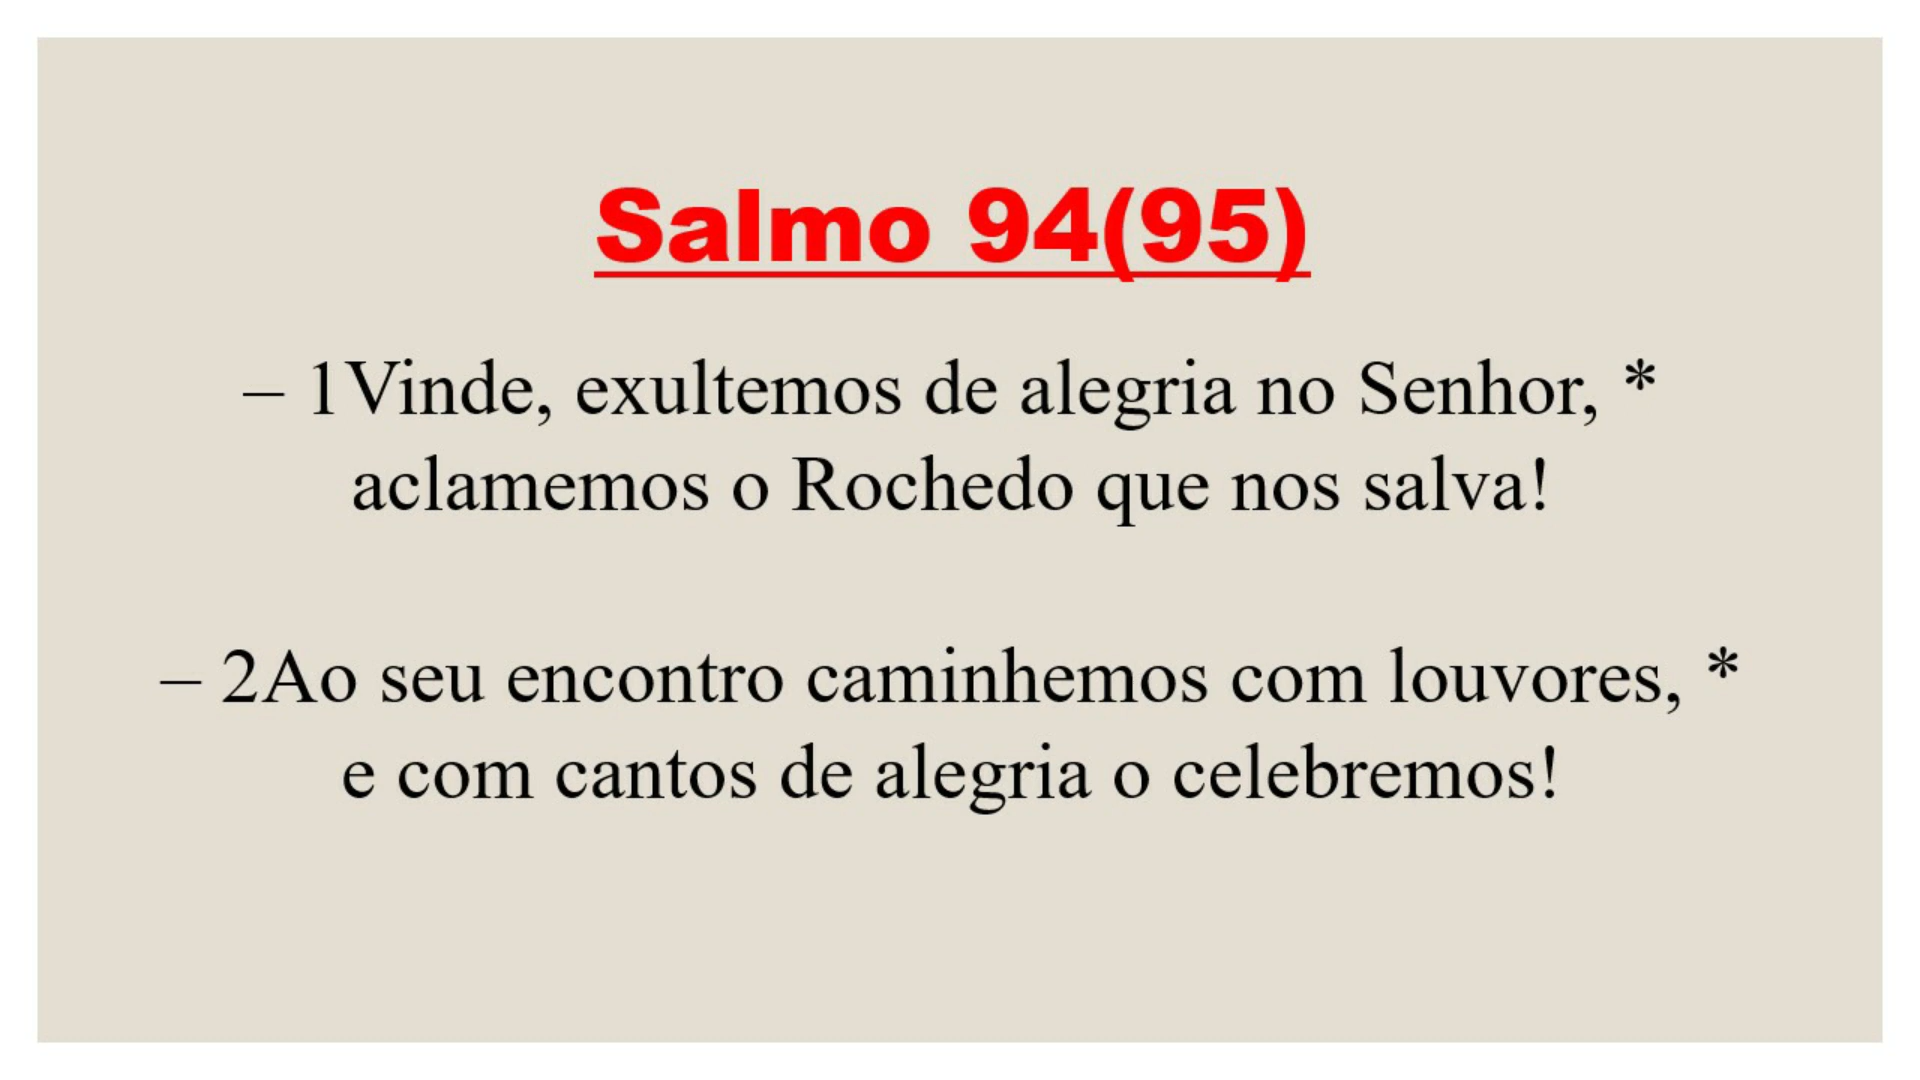 Salmo 94(95)
– 1Vinde, exultemos de alegria no Senhor, *
aclamemos o Rochedo que nos salva!
– 2Ao seu encontro caminhemos com louvores, *
e com cantos de alegria o celebremos!